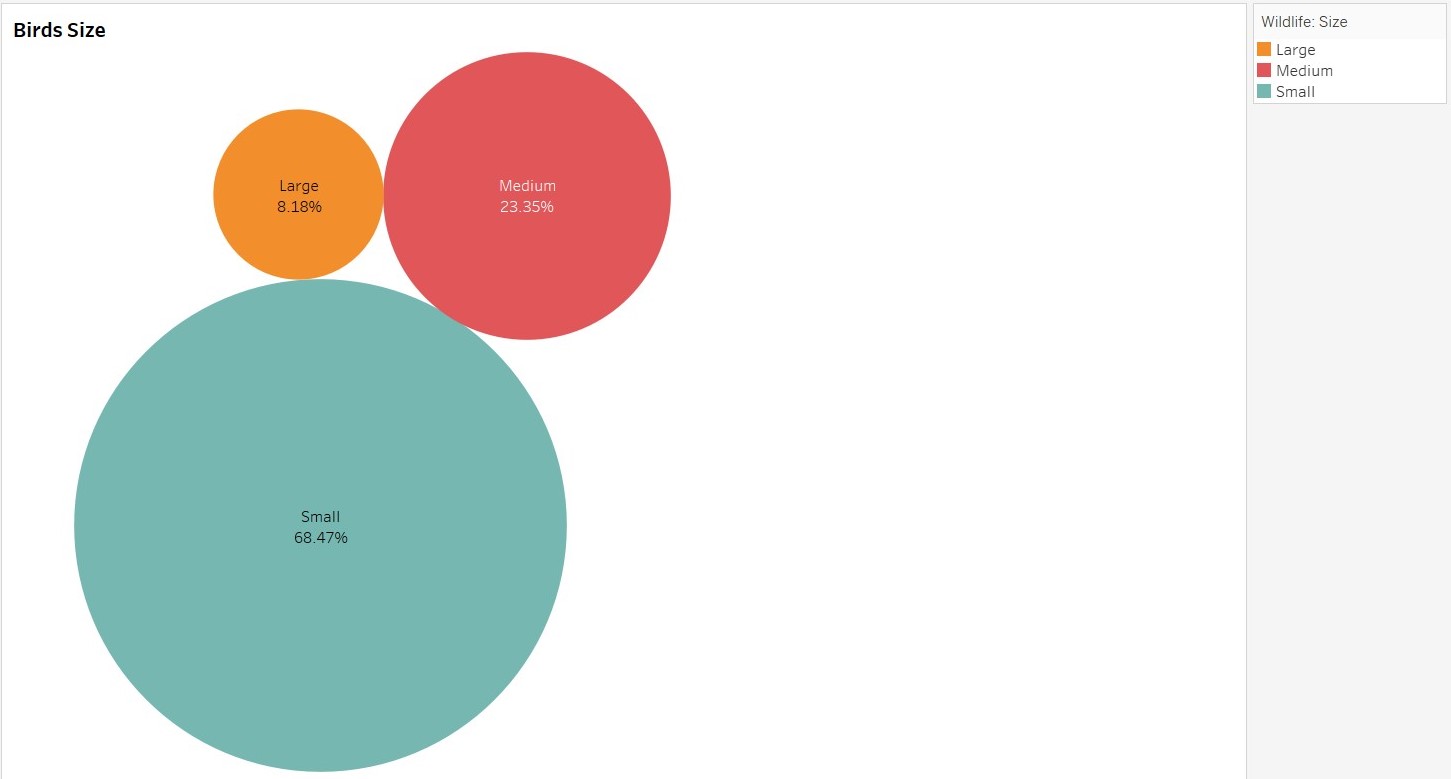 Birds Size
Wildlife: Size
Large
Medium
Small
Large
8.18%
Medium
23.35%
Small
68.47%